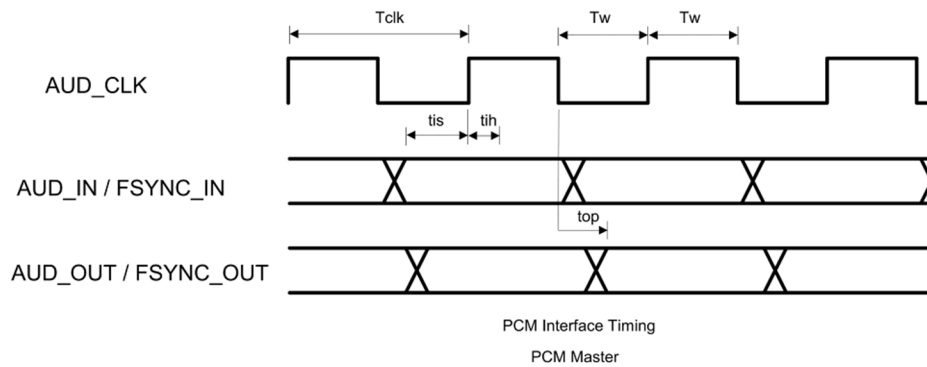 Tclk
Tw
Tw
AUD_CLK
tis
tih
AUD_IN / FSYNC_IN
top
AUD_OUT / FSYNC_OUT
PCM Interface Timing
PCM Master